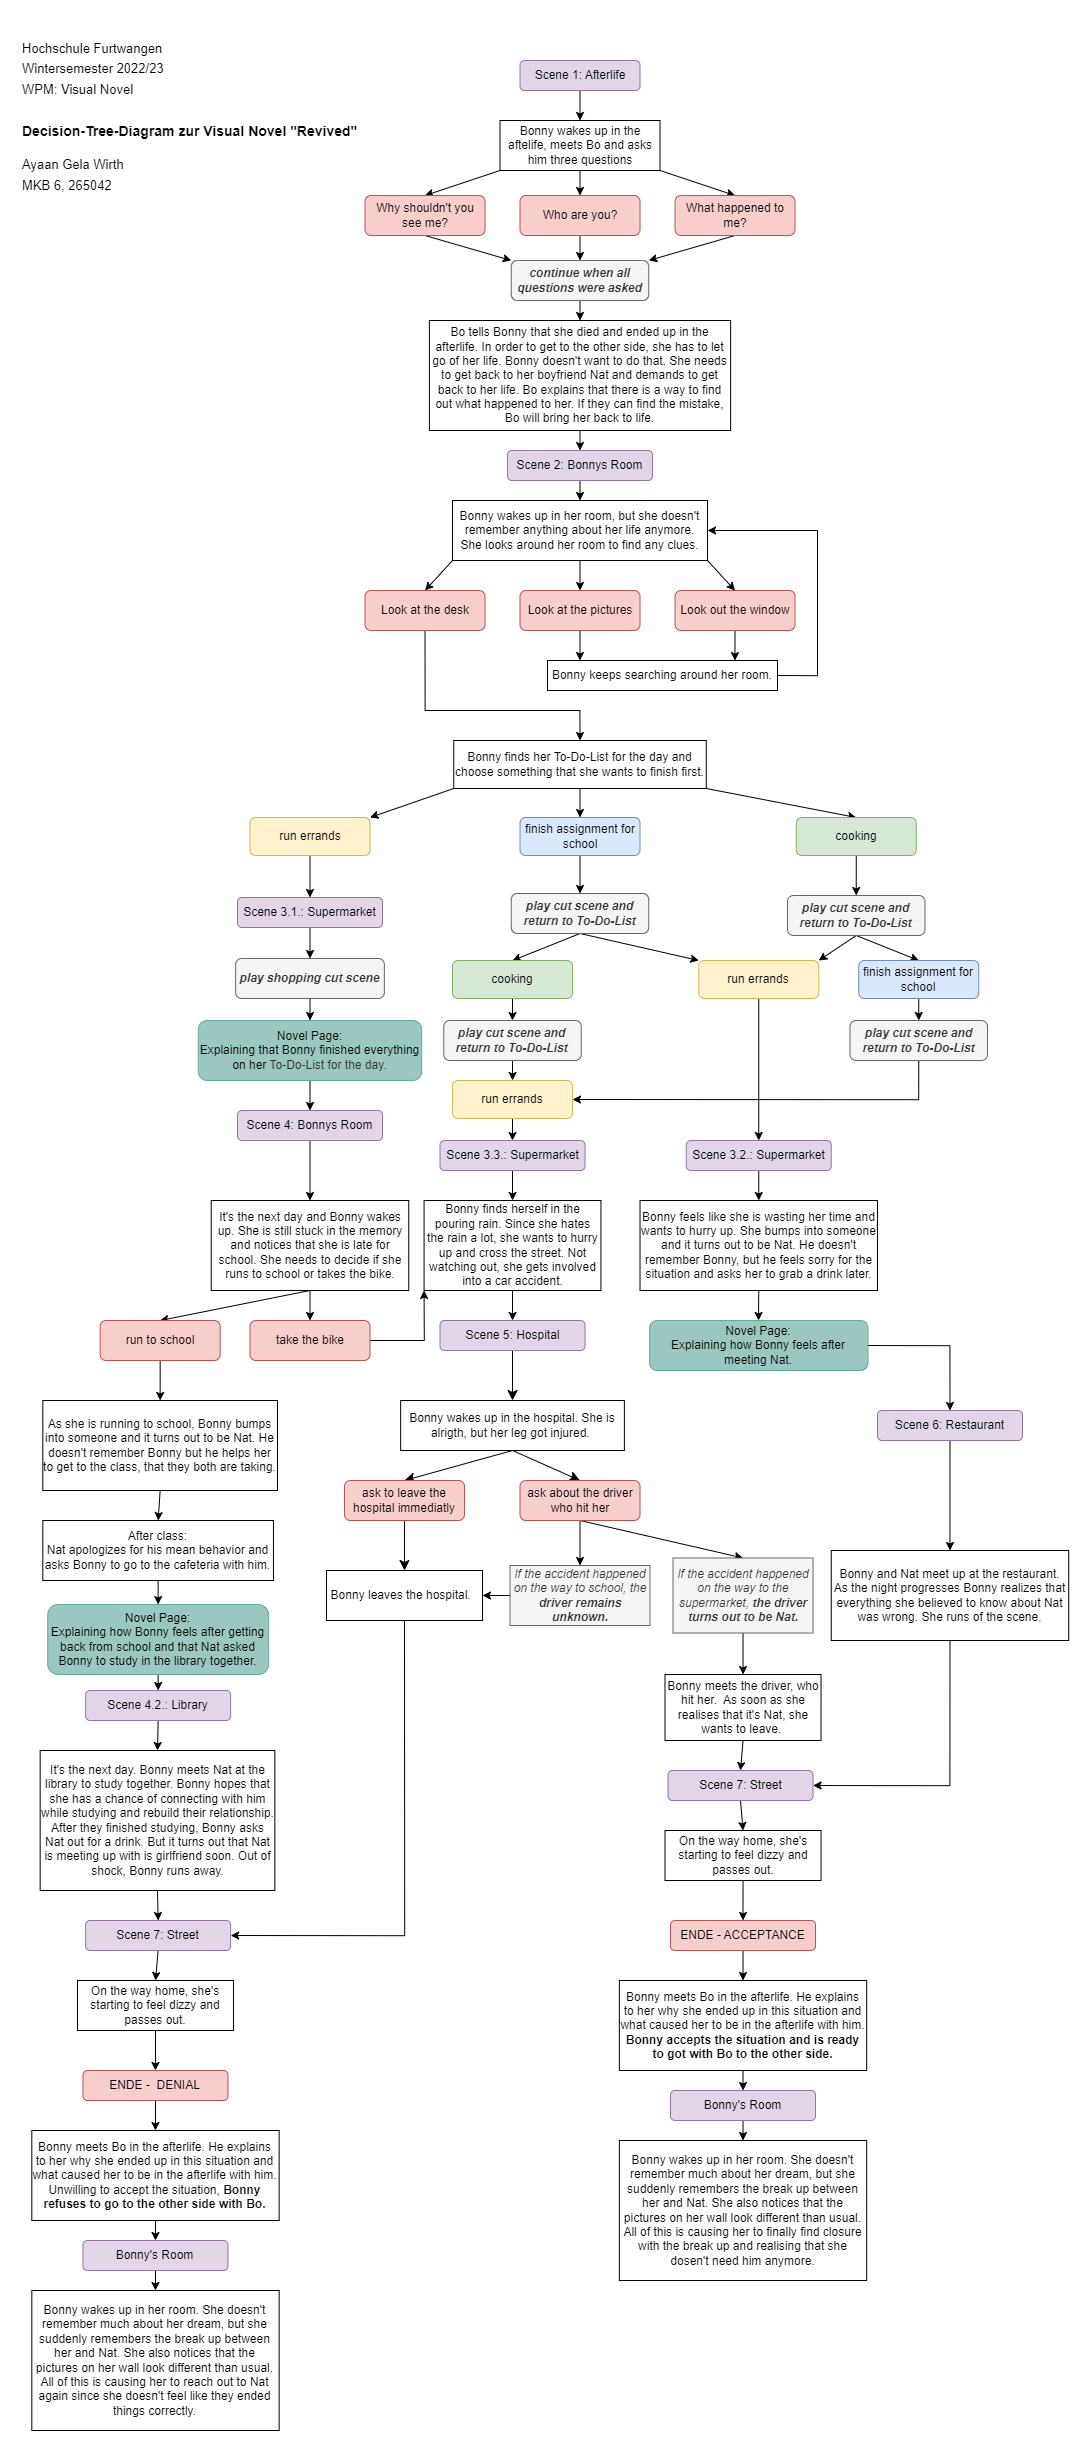 Hochschule Furtwangen
Wintersemester 2022/23
WPM: Visual Novel
Decision-Tree-Diagram zur Visual Novel "Revived"
Ayaan Gela Wirth
MKB 6, 265042
Scene 1: Afterlife
Bonny wakes up in the
aftelife, meets Bo and asks
him three questions
Why shouldn't you
see me?
Who are you?
What happened to
me?
continue when all
questions were asked
Bo tells Bonny that she died and ended up in the
afterlife. In order to get to the other side, she has to let
go of her life. Bonny doesn't want to do that. She needs
to get back to her boyfriend Nat and demands to get
back to her life. Bo explains that there is a way to find
out what happened to her. If they can find the mistake,
Bo will bring her back to life.
Scene 2: Bonnys Room
Bonny wakes up in her room, but she doesn't
remember anything about her life anymore.
She looks around her room to find any clues.
Look at the desk
Look at the pictures
Look out the window
Bonny keeps searching around her room.
Bonny finds her To-Do-List for the day and
choose something that she wants to finish first.
run errands
finish assignment for
school
cooking
Scene 3.1.: Supermarket
play cut scene and
return to To-Do-List
play cut scene and
return to To-Do-List
play shopping cut scene
cooking
run errands
finish assignment for
school
Novel Page:
Explaining that Bonny finished everything
on her To-Do-List for the day.
play cut scene and
return to To-Do-List
play cut scene and
return to To-Do-List
run errands
Scene 4: Bonnys Room
Scene 3.3.: Supermarket
Scene 3.2.: Supermarket
It's the next day and Bonny wakes
up. She is still stuck in the memory
and notices that she is late for
school. She needs to decide if she
runs to school or takes the bike.
Bonny finds herself in the
pouring rain. Since she hates
the rain a lot, she wants to hurry
up and cross the street. Not
watching out, she gets involved
into a car accident.
Bonny feels like she is wasting her time and
wants to hurry up. She bumps into someone
and it turns out to be Nat. He doesn't
remember Bonny, but he feels sorry for the
situation and asks her to grab a drink later.
run to school
take the bike
Scene 5: Hospital
Novel Page:
Explaining how Bonny feels after
meeting Nat.
As she is running to school, Bonny bumps
into someone and it turns out to be Nat. He
doesn't remember Bonny but he helps her
to get to the class, that they both are taking.
Bonny wakes up in the hospital. She is
alrigth, but her leg got injured.
Scene 6: Restaurant
ask to leave the
hospital immediatly
ask about the driver
who hit her
After class:
Nat apologizes for his mean behavior and
asks Bonny to go to the cafeteria with him.
Bonny leaves the hospital.
If the accident happened
on the way to school, the
driver remains
unknown.
If the accident happened
on the way to the
supermarket, the driver
turns out to be Nat.
Bonny and Nat meet up at the restaurant.
As the night progresses Bonny realizes that
everything she believed to know about Nat
was wrong. She runs of the scene.
Novel Page:
Explaining how Bonny feels after getting
back from school and that Nat asked
Bonny to study in the library together.
Scene 4.2.: Library
Bonny meets the driver, who
hit her. As soon as she
realises that it's Nat, she
wants to leave.
It's the next day. Bonny meets Nat at the
library to study together. Bonny hopes that
she has a chance of connecting with him
while studying and rebuild their relationship.
After they finished studying, Bonny asks
Nat out for a drink. But it turns out that Nat
is meeting up with is girlfriend soon. Out of
shock, Bonny runs away.
Scene 7: Street
On the way home, she's
starting to feel dizzy and
passes out.
Scene 7: Street
ENDE - ACCEPTANCE
On the way home, she's
starting to feel dizzy and
passes out.
Bonny meets Bo in the afterlife. He explains
to her why she ended up in this situation and
what caused her to be in the afterlife with him.
Bonny accepts the situation and is ready
to got with Bo to the other side.
ENDE - DENIAL
Bonny's Room
Bonny meets Bo in the afterlife. He explains
to her why she ended up in this situation and
what caused her to be in the afterlife with him.
Unwilling to accept the situation, Bonny
refuses to go to the other side with Bo.
Bonny wakes up in her room. She doesn't
remember much about her dream, but she
suddenly remembers the break up between
her and Nat. She also notices that the
pictures on her wall look different than usual.
All of this is causing her to finally find closure
with the break up and realising that she
dosen't need him anymore.
Bonny's Room
Bonny wakes up in her room. She doesn't
remember much about her dream, but she
suddenly remembers the break up between
her and Nat. She also notices that the
pictures on her wall look different than usual.
All of this is causing her to reach out to Nat
again since she doesn't feel like they ended
things correctly.